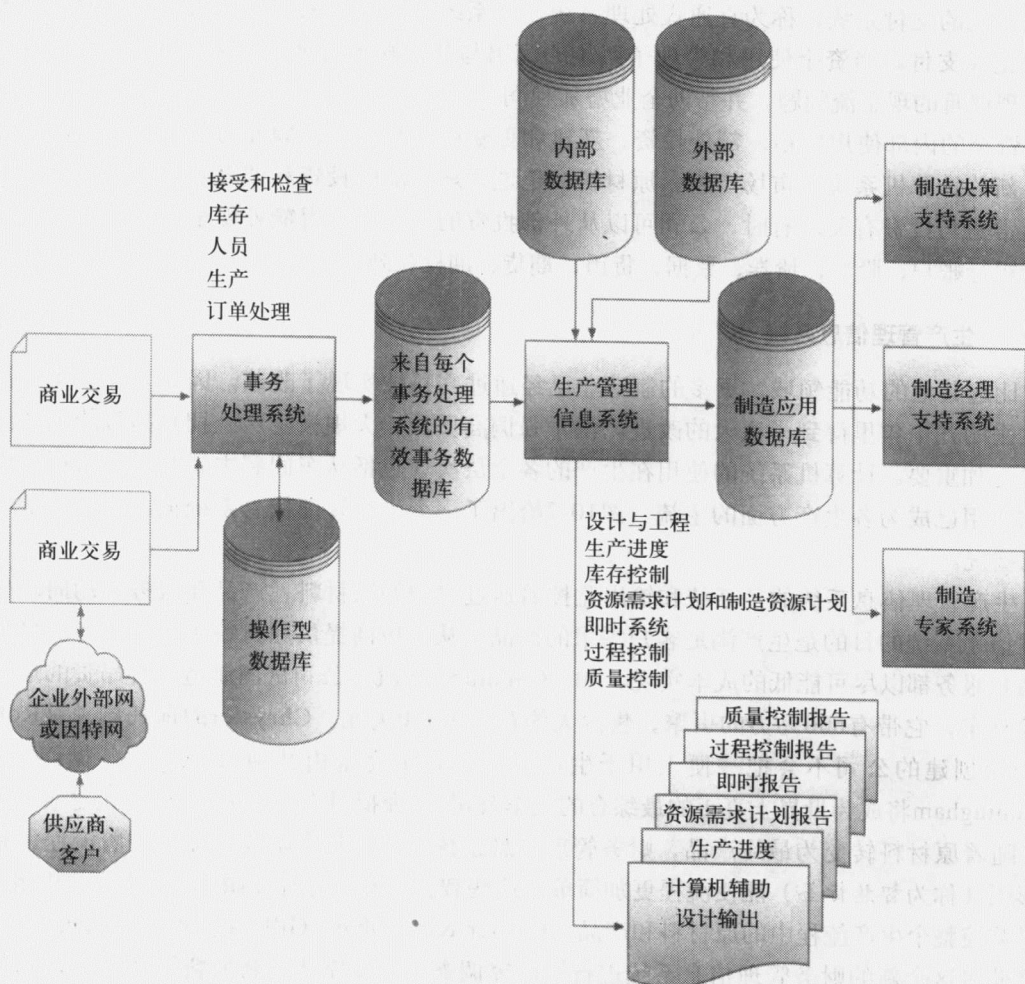 内部
数据库
外部
数据库
制造决策
支持系统
接受和检查
库存
人员
生产
订单处理
商业交易
事务
处理系统
来自每个
事务处理
系统的有
效事务数
据库
生产管理
信息系统
制造应用
数据库
制造经理
支持系统
商业交易
操作型
数据库
设计与工程
生产进度
库存控制
资源需求计划和制造资源计划
即时系统
过程控制
质量控制
制造
专家系统
企业外部网
或因特网
供应商、
客户
质量控制报告
过程控制报告
即时报告
资源需求计划报告
生产进度
计算机辅助
设计输出